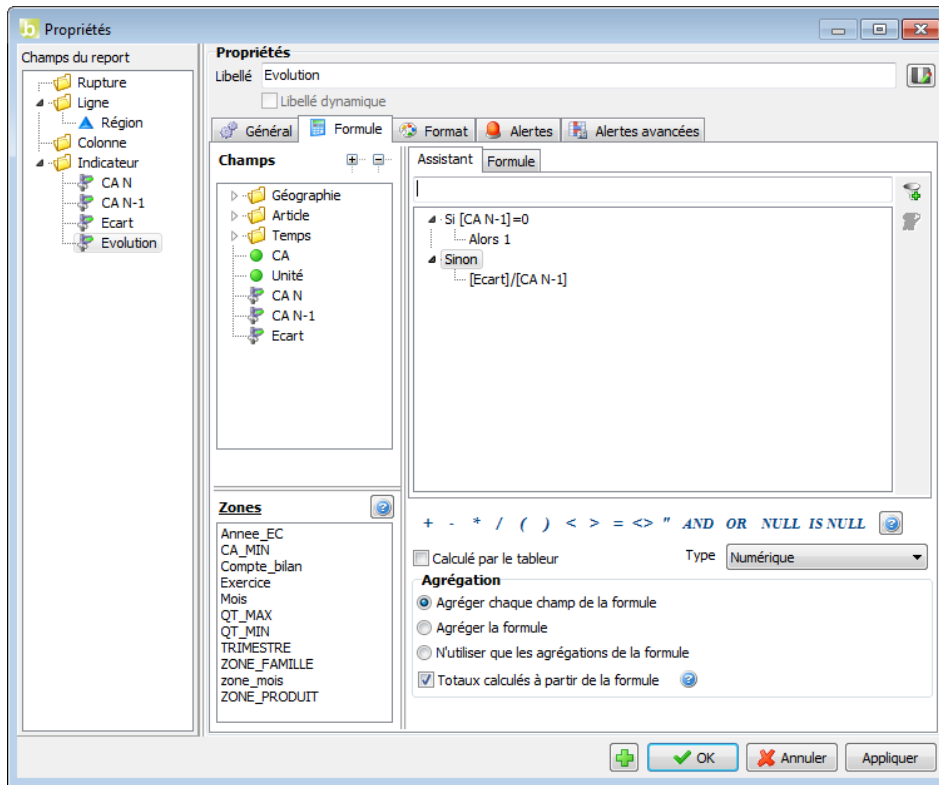 Propriétés
Champs du report
Rupture
Ligne
Région
Colonne
Indicateur
CA N
CA N-1
Ecart
Evolution
Propriétés
Libellé Evolution
Libellé dynamique
Général Formule Format Alertes Alertes avancées
Champs
Géographie
Article
Temps
CA
Unité
CA N
CA N-1
Ecart
Zones
Annee_EC
CA_MIN
Compte_bilan
Exercice
Mois
QT_MAX
QT_MIN
TRIMESTRE
ZONE_FAMILLE
zone_mois
ZONE_PRODUIT
Assistant Formule
Si [CA N-1]=0
Alors 1
Sinon
[Ecart]/[CA N-1]
+ - * / ( ) < > = <> " AND OR NULL IS NULL
Calculé par le tableur Type Numérique
Agrégation
Agréger chaque champ de la formule
Agréger la formule
N'utiliser que les agrégations de la formule
Totaux calculés à partir de la formule
OK Annuler Appliquer